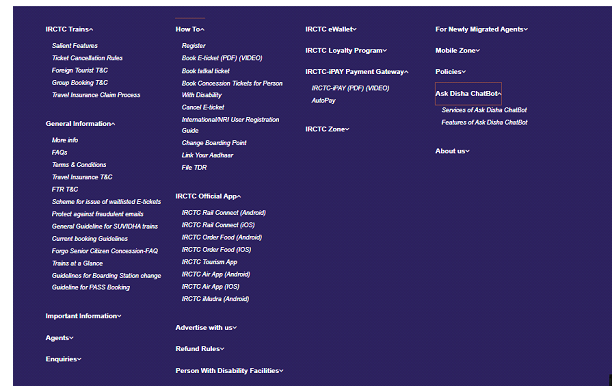 IRCTC Trains
Salient Features
Ticket Cancellation Rules
Foreign Tourist T&C
Group Booking T&C
Travel Insurance Claim Process
General Information
More info
FAQs
Terms & Conditions
Travel Insurance T&C
FTR T&C
Scheme for issue of waitlisted E-tickets
Protect against fraudulent emails
General Guideline for SUVIDHA trains
Current booking Guidelines
Forgo Senior Citizen Concession-FAQ
Trains at a Glance
Guidelines for Boarding Station change
Guideline for PASS Booking
Important Information
Agents
Enquiries
How To
Register
Book E-ticket (PDF) (VIDEO)
Book tatkal ticket
Book Concession Tickets for Person
With Disability
Cancel E-ticket
International/NRI User Registration
Guide
Change Boarding Point
Link Your Aadhaar
File TDR
IRCTC Official App
IRCTC Rail Connect (Android)
IRCTC Rail Connect (iOS)
IRCTC Order Food (Android)
IRCTC Order Food (iOS)
IRCTC Tourism App
IRCTC Air App (Android)
IRCTC Air App (IOS)
IRCTC iMudra (Android)
Advertise with us
Refund Rules
Person With Disability Facilities
IRCTC eWallet
IRCTC Loyalty Program
IRCTC-iPAY Payment Gateway
IRCTC-iPAY (PDF) (VIDEO)
AutoPay
IRCTC Zone
For Newly Migrated Agents
Mobile Zone
Policies
Ask Disha ChatBot
Services of Ask Disha ChatBot
Features of Ask Disha ChatBot
About us